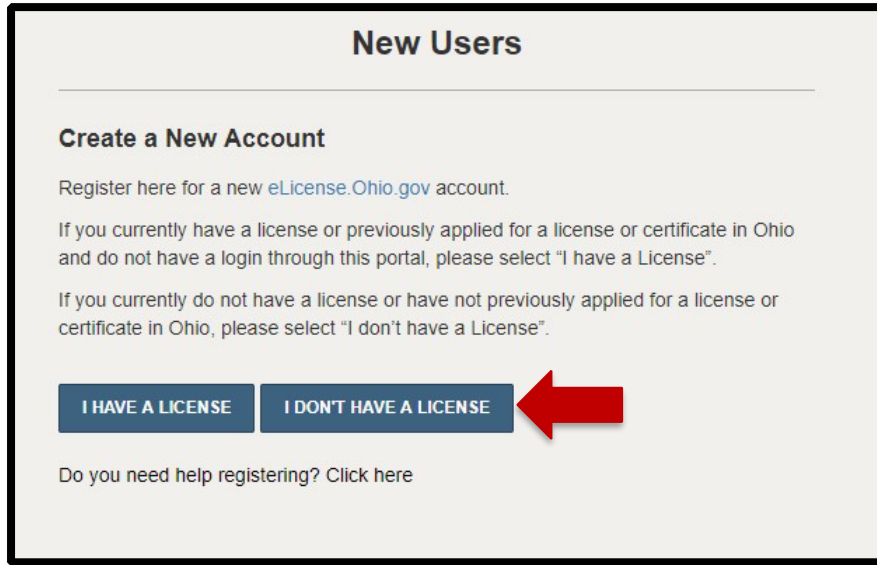 New Users
Create a New Account
Register here for a new eLicense.Ohio.gov account.
If you currently have a license or previously applied for a license or certificate in Ohio
and do not have a login through this portal, please select “I have a License”.
If you currently do not have a license or have not previously applied for a license or
certificate in Ohio, please select “I don’t have a License”.
I HAVE A LICENSE
I DON'T HAVE A LICENSE
Do you need help registering? Click here